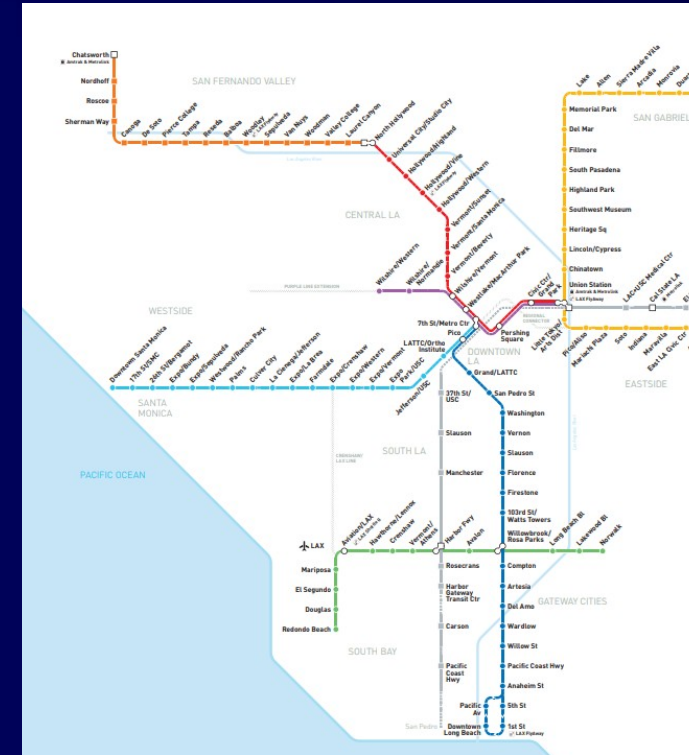 Chatsworth
Amtrak & Metrolink
Nordhoff
Roscoe
Sherman Way
SAN FERNANDO VALLEY
Canoga
De Soto
Pierce College
Tampa
Reseda
Balboa
Woodley
LAX FlyAway
Sepulveda
Van Nuys
Woodman
Valley College
Laurel Canyon
North Hollywood
Universal City/Studio City
Hollywood/Highland
Hollywood/Vine
Hollywood/Western
Vermont/Sunset
Vermont/Santa Monica
Vermont/Beverly
Wilshire/Vermont
Westlake/MacArthur Park
CENTRAL LA
Wilshire/Western
Wilshire/
Normandie
PURPLE LINE EXTENSION
Lake
Allen
Sierra Madre Villa
Arcadia
Monrovia
SAN GABRIEL
Memorial Park
Del Mar
Fillmore
South Pasadena
Highland Park
Southwest Museum
Heritage Sq
Lincoln/Cypress
Chinatown
Union Station
Amtrak & Metrolink
LAX FlyAway
Civic Ctr/
Grand
Park
LAC+USC Medical Ctr
Cal State LA
REGIONAL
CONNECTOR
Little Tokyo/
Arts Dist
Pico/Aliso
Mariachi Plaza
Soto
Indiana
Maravilla
East LA Civic Ctr
EASTSIDE
WESTSIDE
7th St/Metro Ctr
Pico
Pershing
Square
LATTC/Ortho
Institute
DOWNTOWN
LA
Downtown Santa Monica
17th St/SMC
26th St/Bergamot
Expo/Bundy
Expo/Sepulveda
Westwood/Rancho Park
Palms
Culver City
La Cienega/Jefferson
Expo/La Brea
Farmdale
Expo/Crenshaw
Expo/Western
Expo/Vermont
Expo
Park/USC
Jefferson/USC
SANTA
MONICA
PACIFIC OCEAN
SOUTH LA
CRENSHAW/
LAX LINE
Grand/LATTC
San Pedro St
37th St/
USC
Washington
Slauson
Vernon
Slauson
Manchester
Florence
Firestone
103rd St/
Watts Towers
Willowbrook/
Rosa Parks
LAX
Aviation/LAX
Hawthorne/Lennox
Crenshaw
Vermont/
Athens
Harbor Fwy
Avalon
Long Beach Bl
Lakewood Bl
Norwalk
Mariposa
El Segundo
Douglas
Redondo Beach
SOUTH BAY
Rosecrans
Harbor
Gateway
Transit Ctr
Carson
Pacific
Coast
Hwy
San Pedro
Compton
Artesia
Del Amo
GATEWAY CITIES
Wardlow
Willow St
Pacific Coast Hwy
Anaheim St
Pacific
Av
5th St
Downtown
Long Beach
1st St
LAX FlyAway